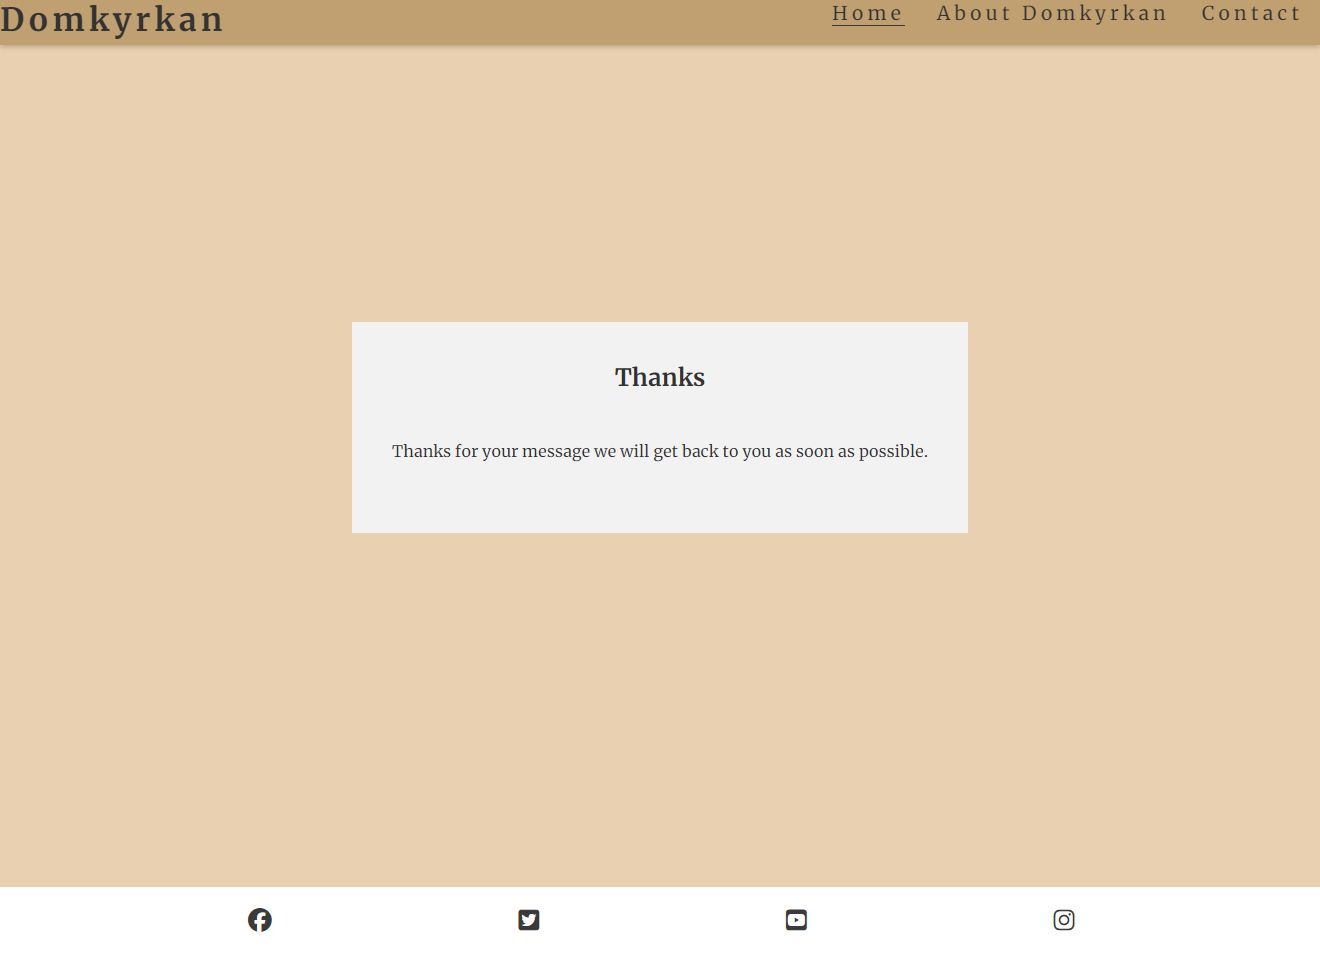 Domkyrkan
Home About Domkyrkan Contact
Thanks
Thanks for your message we will get back to you as soon as possible.